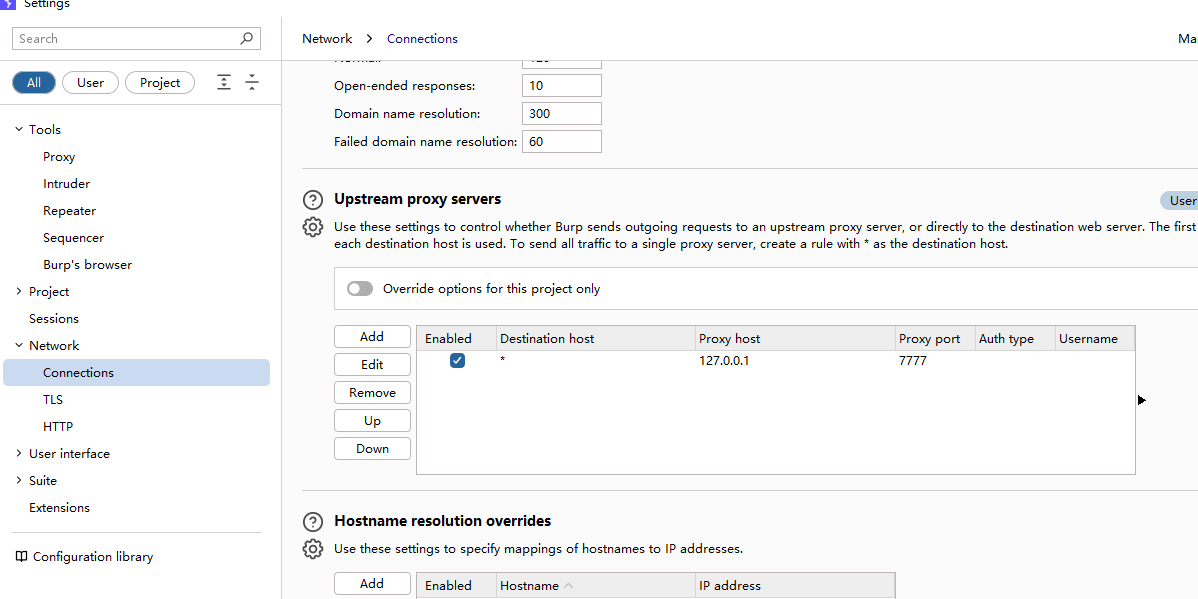 Settings
Search
Network > Connections
Ma
All
User
Project
Open-ended responses:
10
Domain name resolution:
300
Failed domain name resolution:
60
Tools
Proxy
Intruder
Repeater
Sequencer
Burp's browser
Project
Sessions
Network
Connections
TLS
HTTP
User interface
Suite
Extensions
Configuration library
Upstream proxy servers
User
Use these settings to control whether Burp sends outgoing requests to an upstream proxy server, or directly to the destination web server. The first
each destination host is used. To send all traffic to a single proxy server, create a rule with * as the destination host.
Override options for this project only
Add
Edit
Remove
Up
Down
Enabled Destination host Proxy host Proxy port Auth type Username
* 127.0.0.1 7777
Hostname resolution overrides
Use these settings to specify mappings of hostnames to IP addresses.
Add
Enabled Hostname IP address